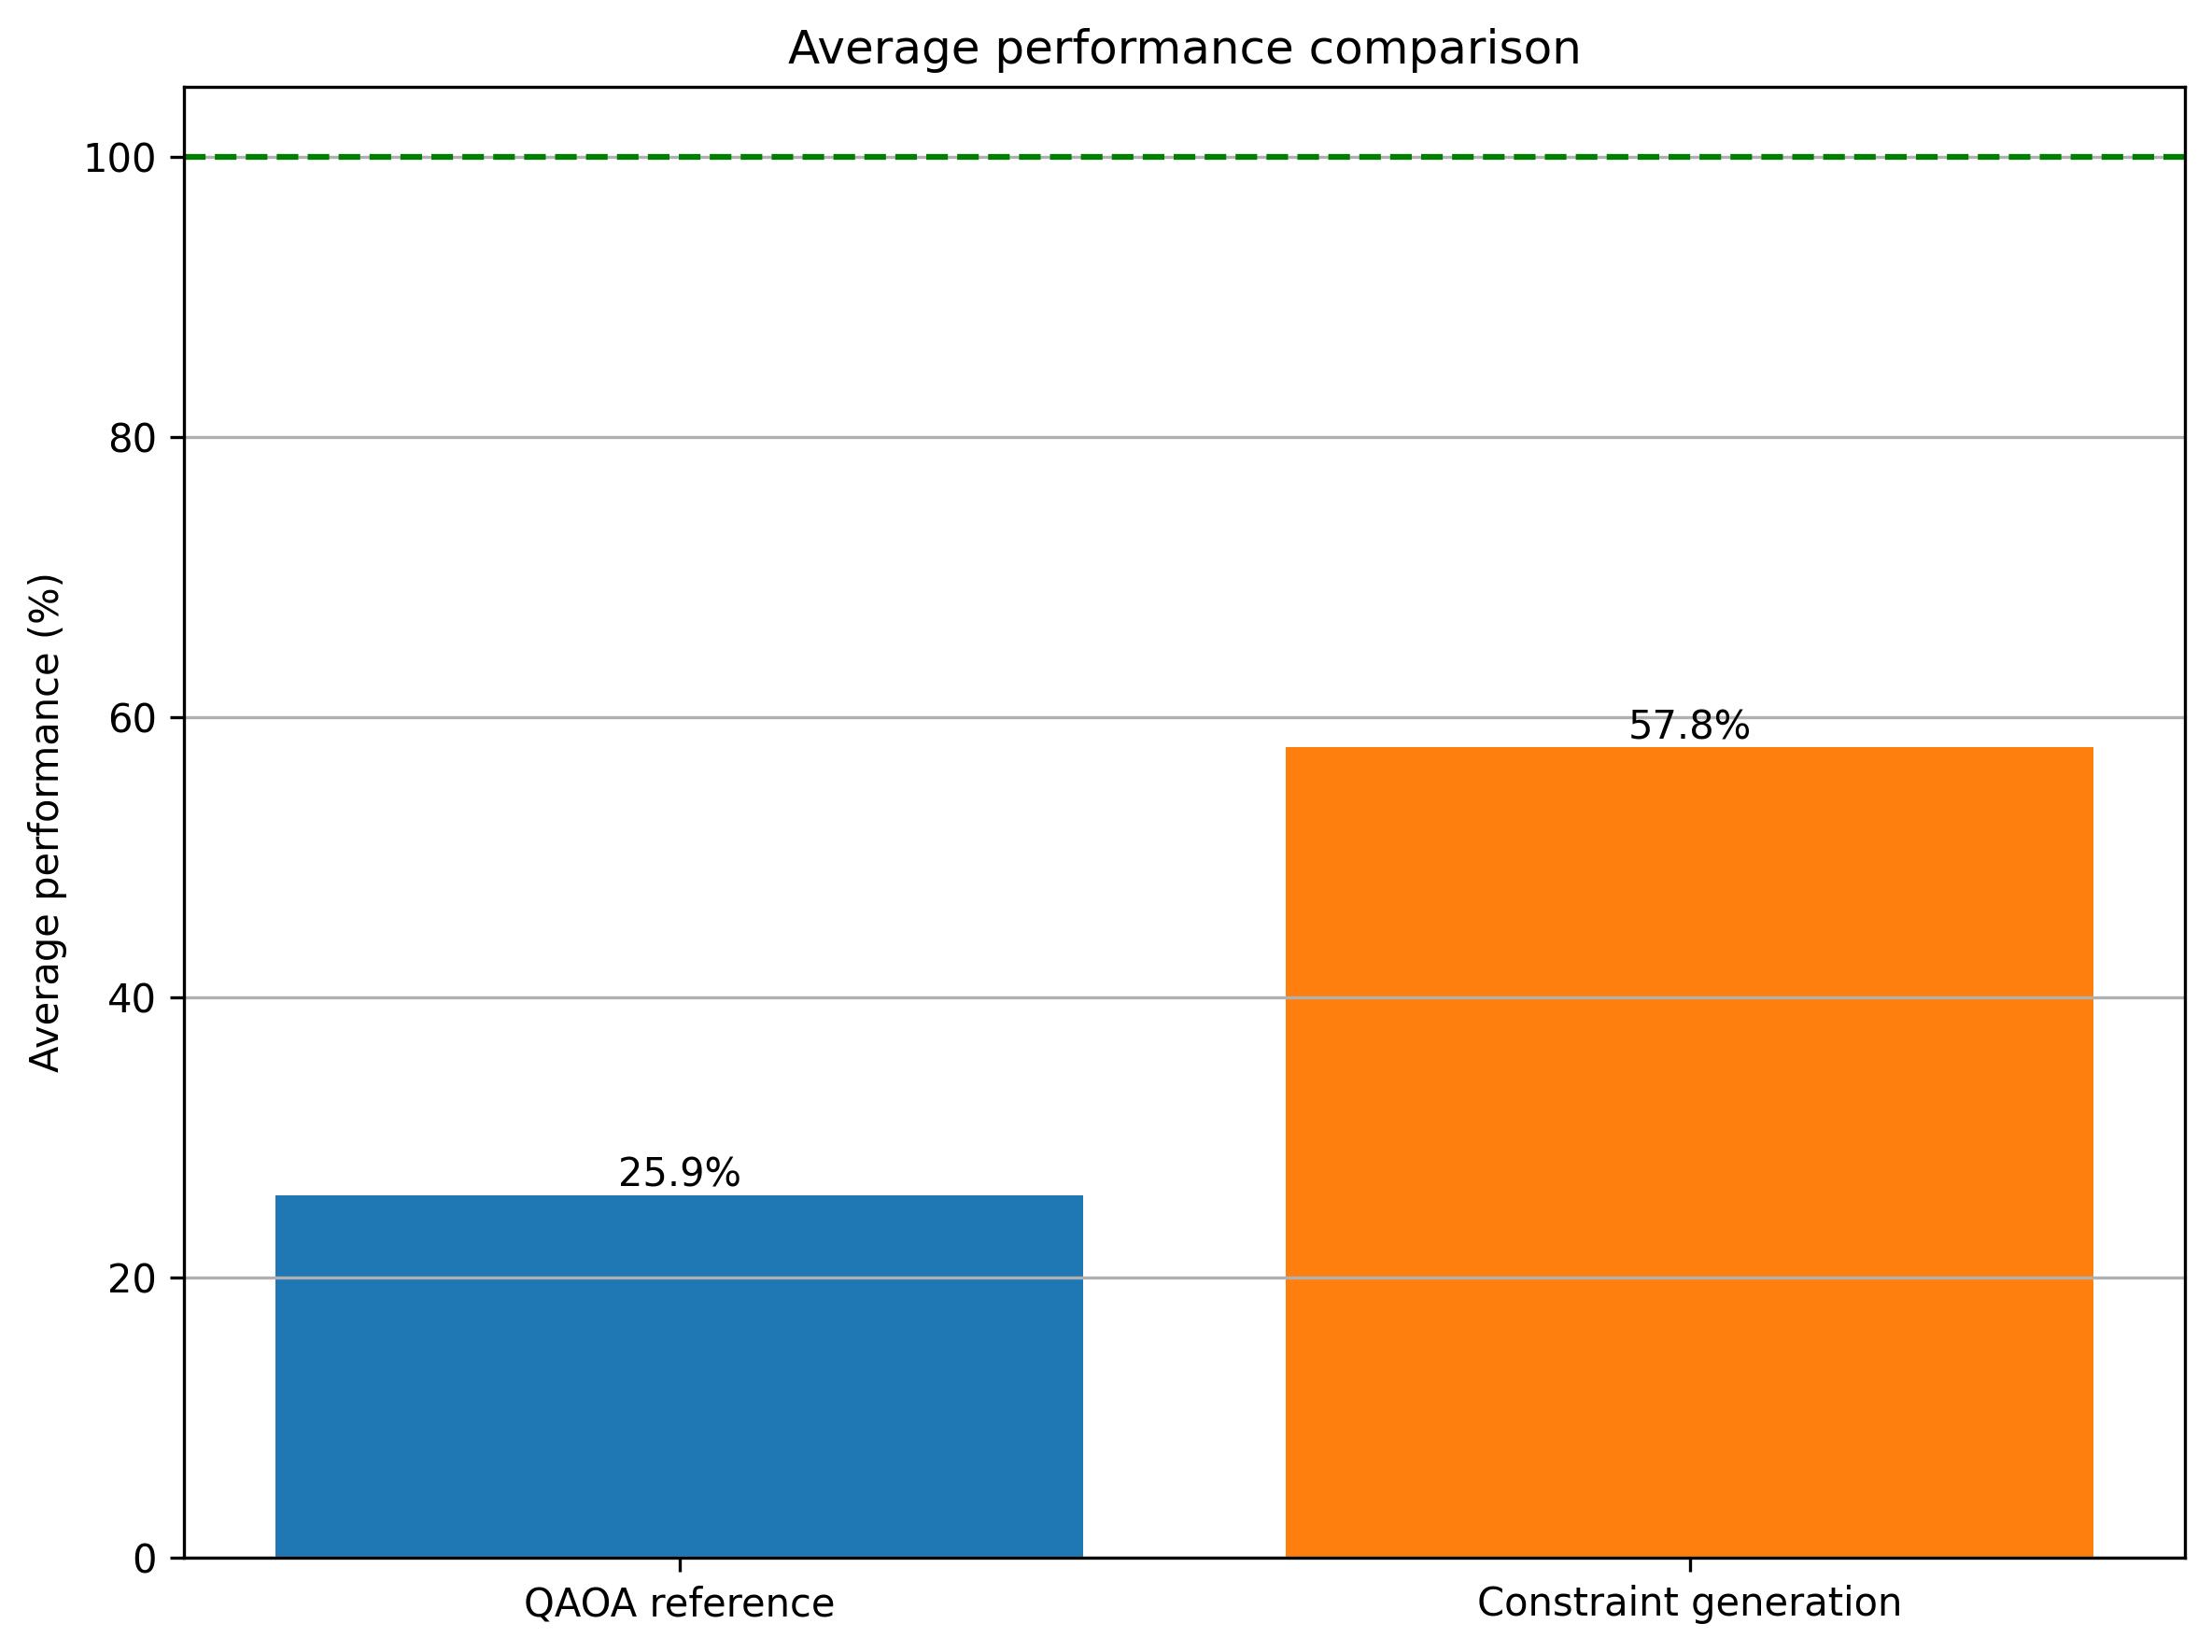 Average performance comparison
Average performance (%)
100
80
60
40
20
0
25.9%
57.8%
QAOA reference
Constraint generation